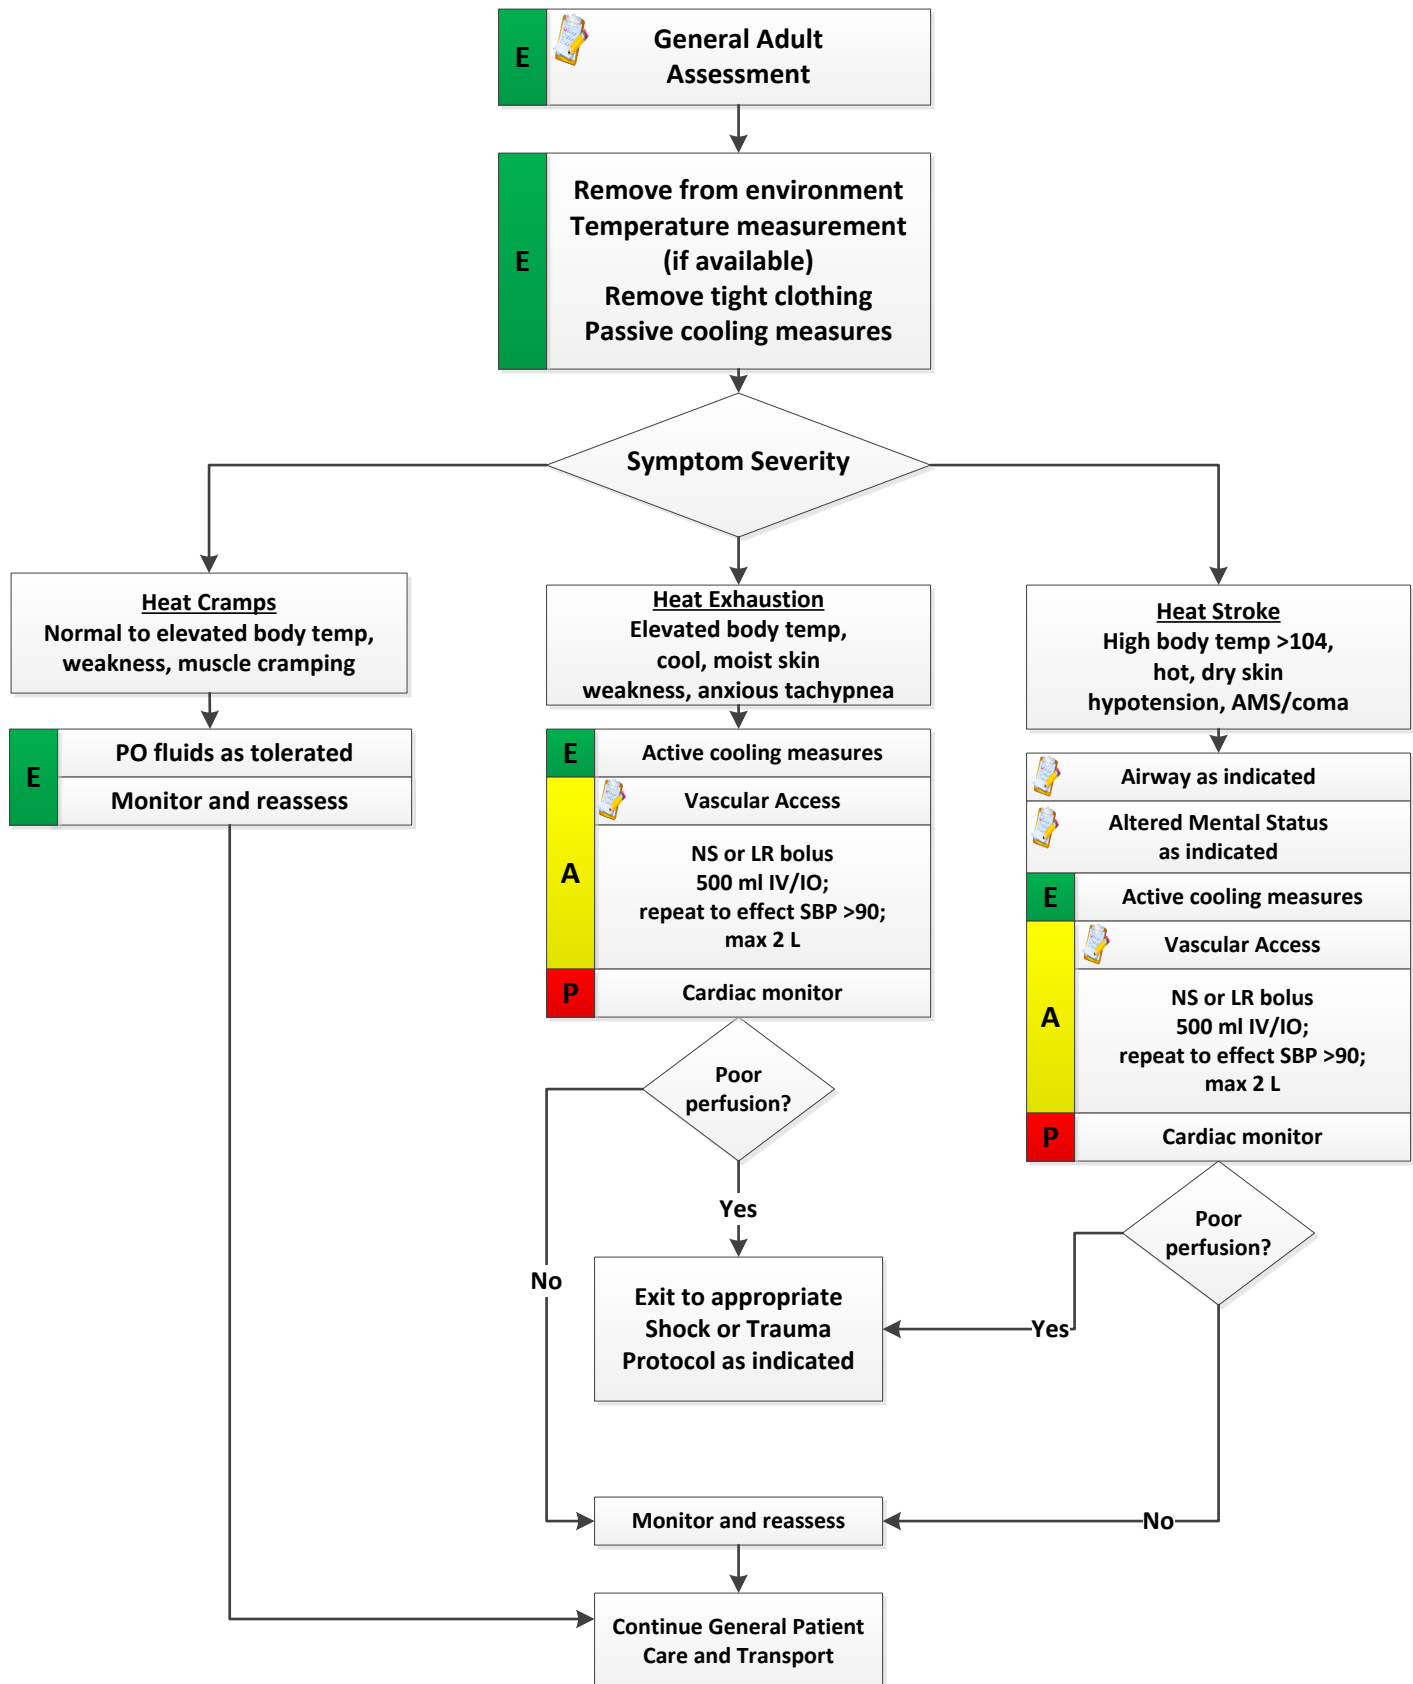 E
General Adult
Assessment
E
Remove from environment
Temperature measurement
(if available)
Remove tight clothing
Passive cooling measures
Symptom Severity
Heat Cramps
Normal to elevated body temp,
weakness, muscle cramping
E
PO fluids as tolerated
Monitor and reassess
Heat Exhaustion
Elevated body temp,
cool, moist skin
weakness, anxious tachypnea
E
Active cooling measures
A
Vascular Access
NS or LR bolus
500 ml IV/IO;
repeat to effect SBP >90;
max 2 L
P
Cardiac monitor
Poor
perfusion?
Yes
No
Heat Stroke
High body temp >104,
hot, dry skin
hypotension, AMS/coma
Airway as indicated
Altered Mental Status
as indicated
E
Active cooling measures
A
Vascular Access
NS or LR bolus
500 ml IV/IO;
repeat to effect SBP >90;
max 2 L
P
Cardiac monitor
Poor
perfusion?
Yes
No
Exit to appropriate
Shock or Trauma
Protocol as indicated
Monitor and reassess
Continue General Patient
Care and Transport